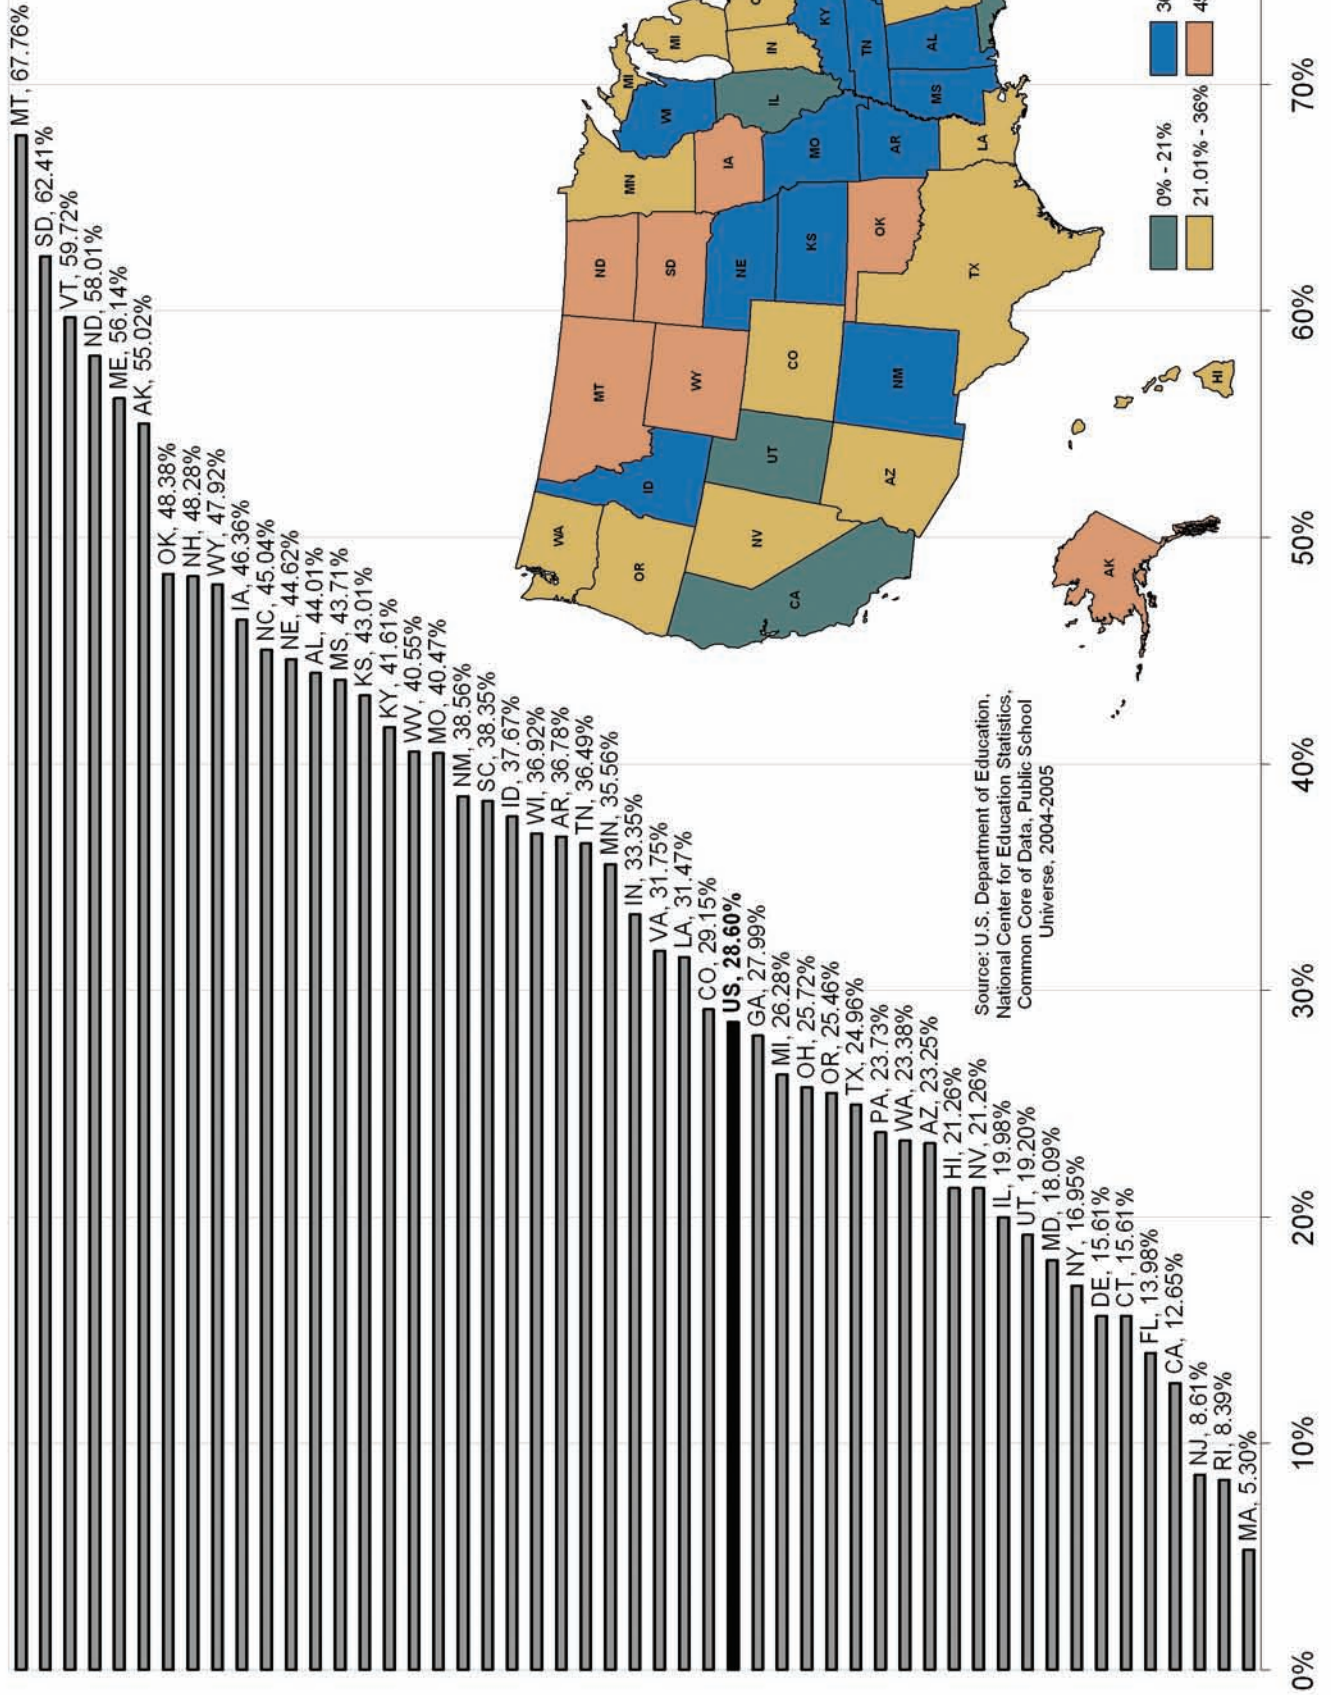 MT, 67.76%
SD, 62.41%
VT, 59.72%
ND, 58.01%
ME, 56.14%
AK, 55.02%
OK, 48.38%
NH, 48.28%
WY, 47.92%
IA, 46.36%
NC, 45.04%
NE, 44.62%
AL, 44.01%
MS, 43.71%
KS, 43.01%
KY, 41.61%
WV, 40.55%
MO, 40.47%
NM, 38.56%
SC, 38.35%
ID, 37.67%
WI, 36.92%
AR, 36.78%
TN, 36.49%
MN, 35.56%
IN, 33.35%
VA, 31.75%
LA, 31.47%
CO, 29.15%
US, 28.60%
GA, 27.99%
MI, 26.28%
OH, 25.72%
OR, 25.46%
TX, 24.96%
PA, 23.73%
WA, 23.38%
AZ, 23.25%
HI, 21.26%
NV, 21.26%
IL, 19.98%
UT, 19.20%
MD, 18.09%
NY, 16.95%
DE, 15.61%
CT, 15.61%
FL, 13.98%
CA, 12.65%
NJ, 8.61%
RI, 8.39%
MA, 5.30%
0%
10%
20%
30%
40%
50%
60%
70%
WA
OR
CA
ID
NV
UT
AZ
MT
WY
CO
NM
ND
SD
NE
KS
OK
TX
MN
IA
MO
AR
LA
WI
IL
MI
MI
IN
KY
TN
MS
AL
AK
HI
Source: U.S. Department of Education,
National Center for Education Statistics,
Common Core of Data, Public School
Universe, 2004-2005
0% - 21%
21.01% - 36%